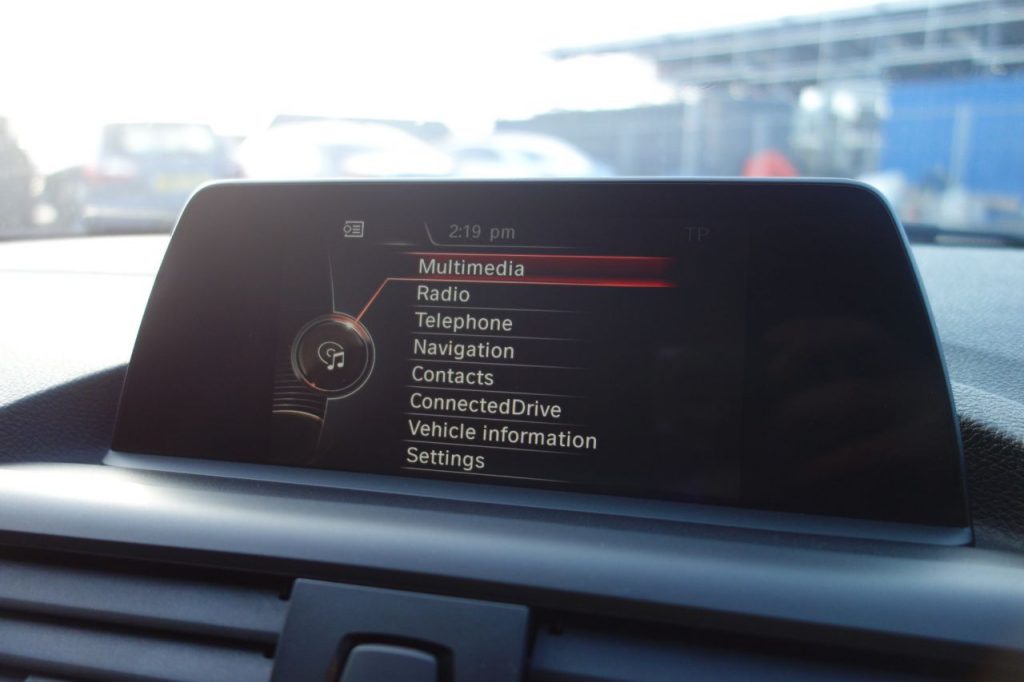 2:19 pm TP
Multimedia
Radio
Telephone
Navigation
Contacts
ConnectedDrive
Vehicle information
Settings